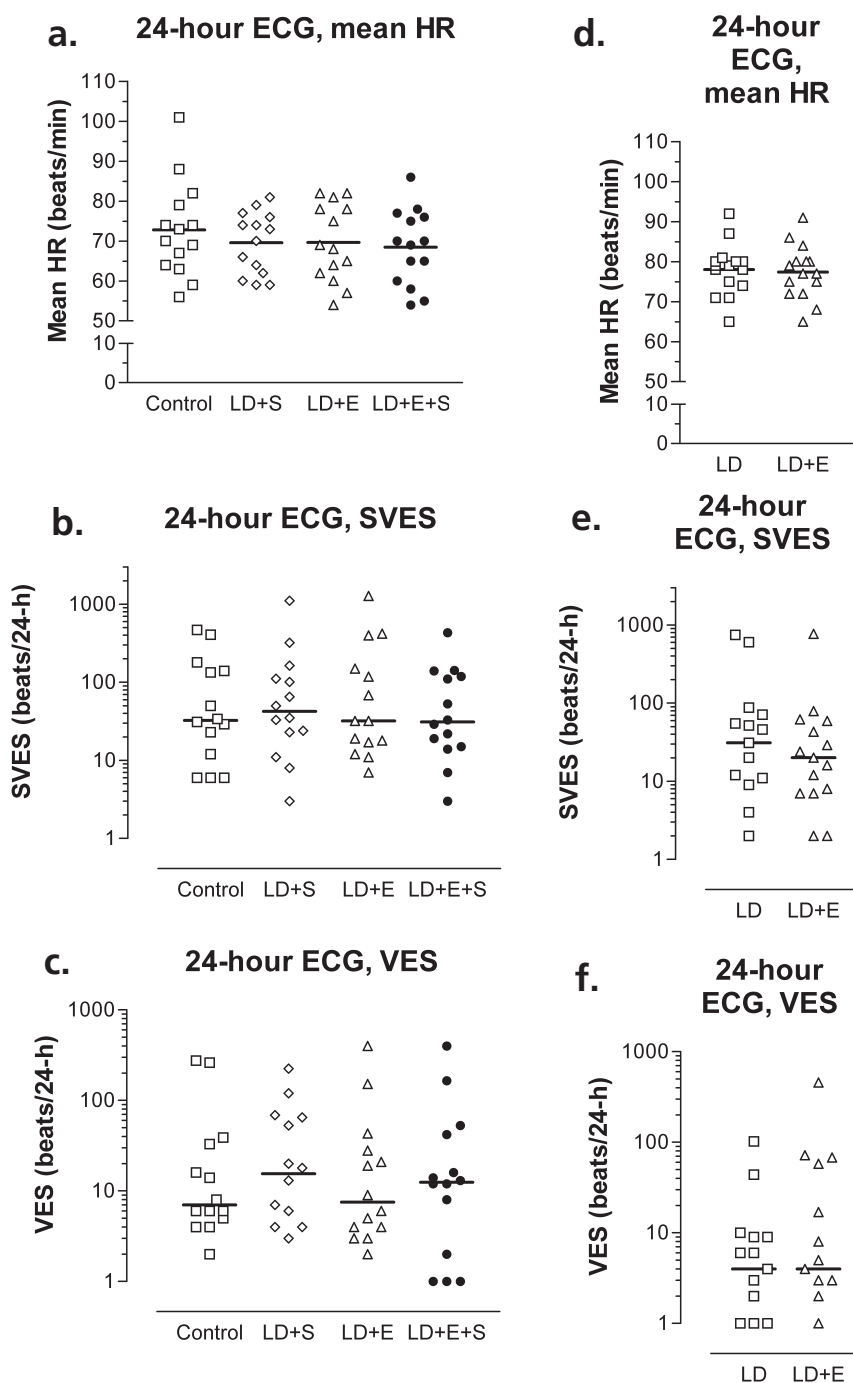 a.
24-hour ECG, mean HR
Mean HR (beats/min)
110
100
90
80
70
60
50
10
0
Control LD+S LD+E LD+E+S
d.
24-hour
ECG,
mean HR
Mean HR (beats/min)
110
100
90
80
70
60
50
10
0
LD LD+E
b.
24-hour ECG, SVES
SVES (beats/24-h)
1000
100
10
1
Control LD+S LD+E LD+E+S
e.
24-hour
ECG, SVES
SVES (beats/24-h)
1000
100
10
1
LD LD+E
c.
24-hour ECG, VES
VES (beats/24-h)
1000
100
10
1
Control LD+S LD+E LD+E+S
f.
24-hour
ECG, VES
VES (beats/24-h)
1000
100
10
1
LD LD+E